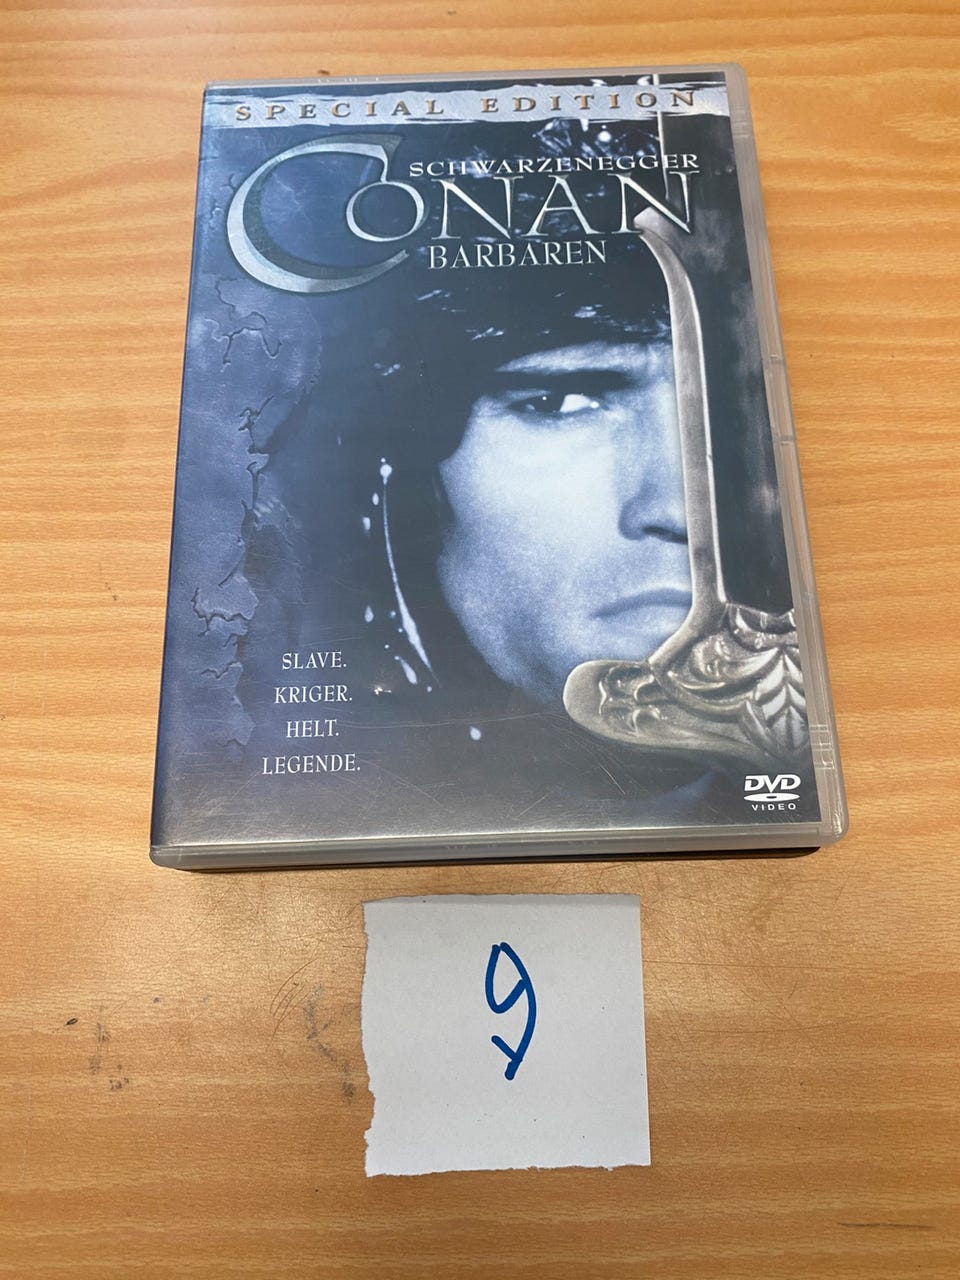 SPECIAL EDITION
SCHWARZENEGGER
CONAN
BARBAREN
SLAVE.
KRIGER.
HELT.
LEGENDE.
DVD
VIDEO
9